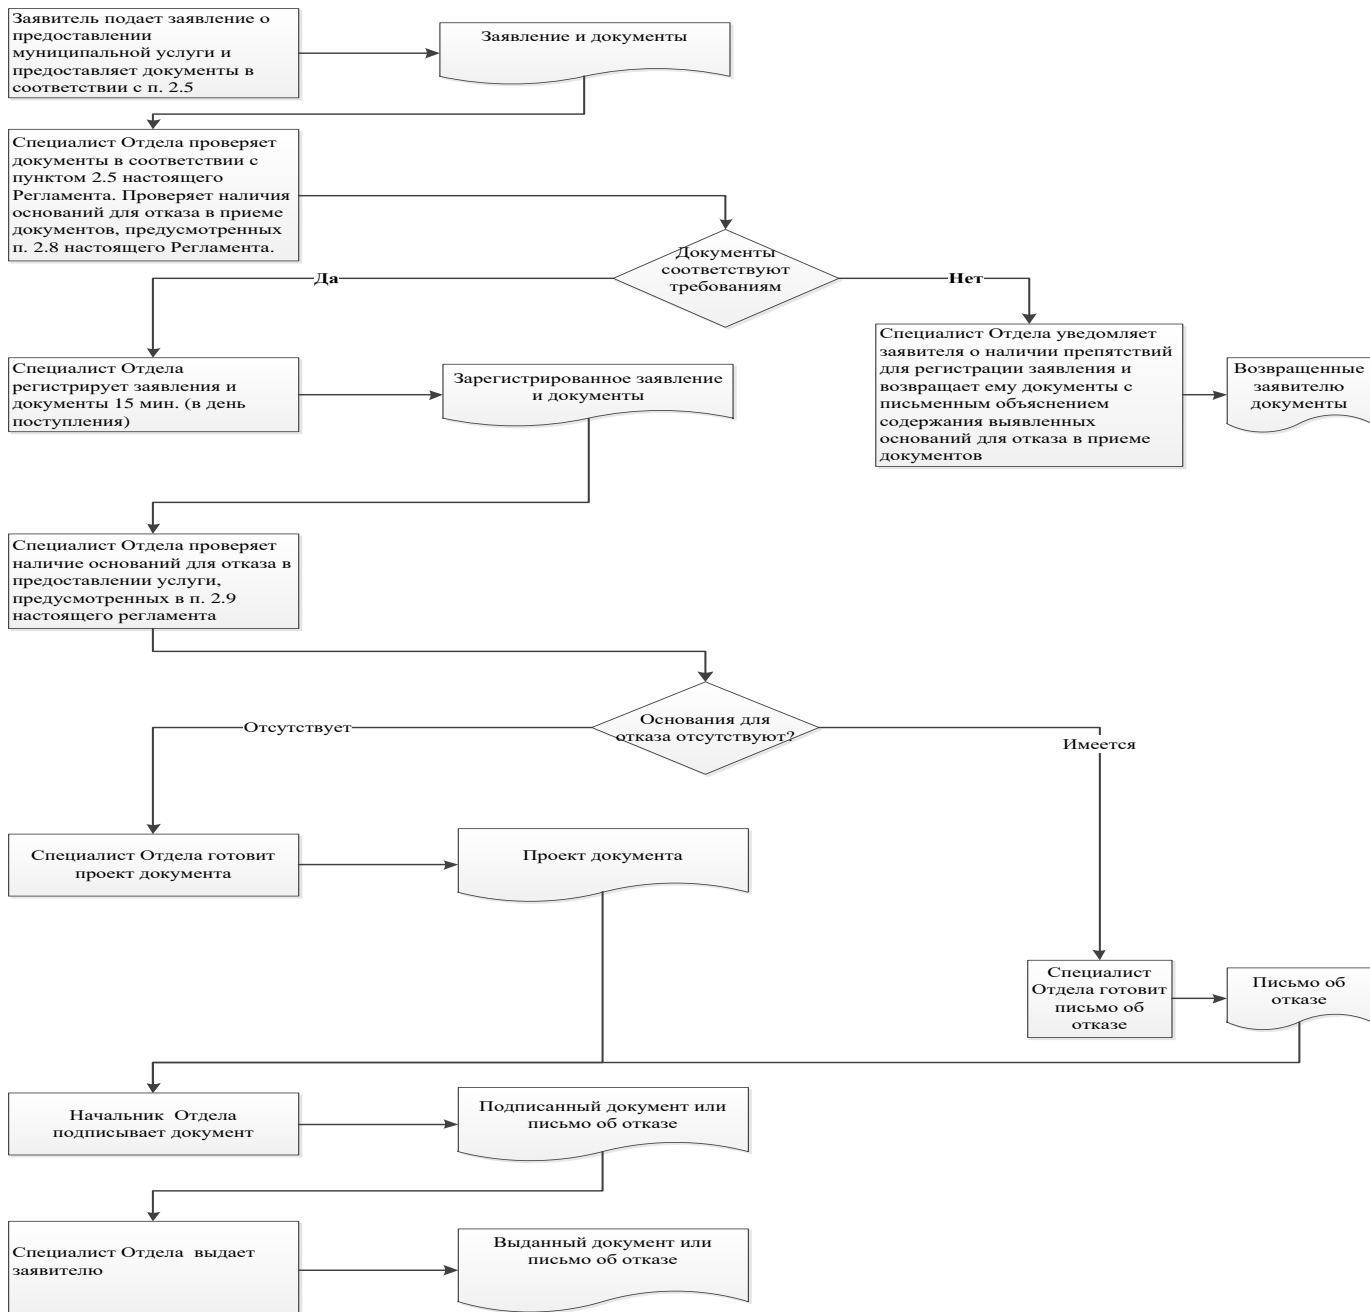 Заявитель подает заявление о
предоставлении
муниципальной услуги и
предоставляет документы в
соответствии с п. 2.5
Заявление и документы
Специалист Отдела проверяет
документы в соответствии с
пунктом 2.5 настоящего
Регламента. Проверяет наличия
оснований для отказа в приеме
документов, предусмотренных
п. 2.8 настоящего Регламента.
Документы
соответствуют
требованиям
Да
Нет
Специалист Отдела
регистрирует заявления и
документы 15 мин. (в день
поступления)
Зарегистрированное заявление
и документы
Специалист Отдела уведомляет
заявителя о наличии препятствий
для регистрации заявления и
возвращает ему документы с
письменным объяснением
содержания выявленных
оснований для отказа в приеме
документов
Возвращенные
заявителю
документы
Специалист Отдела проверяет
наличие оснований для отказа в
предоставлении услуги,
предусмотренных в п. 2.9
настоящего регламента
Основания для
отказа отсутствуют?
Отсутствует
Имеется
Специалист Отдела готовит
проект документа
Проект документа
Специалист
Отдела готовит
письмо об
отказе
Письмо об
отказе
Начальник Отдела
подписывает документ
Подписанный документ или
письмо об отказе
Специалист Отдела выдает
заявителю
Выданный документ или
письмо об отказе